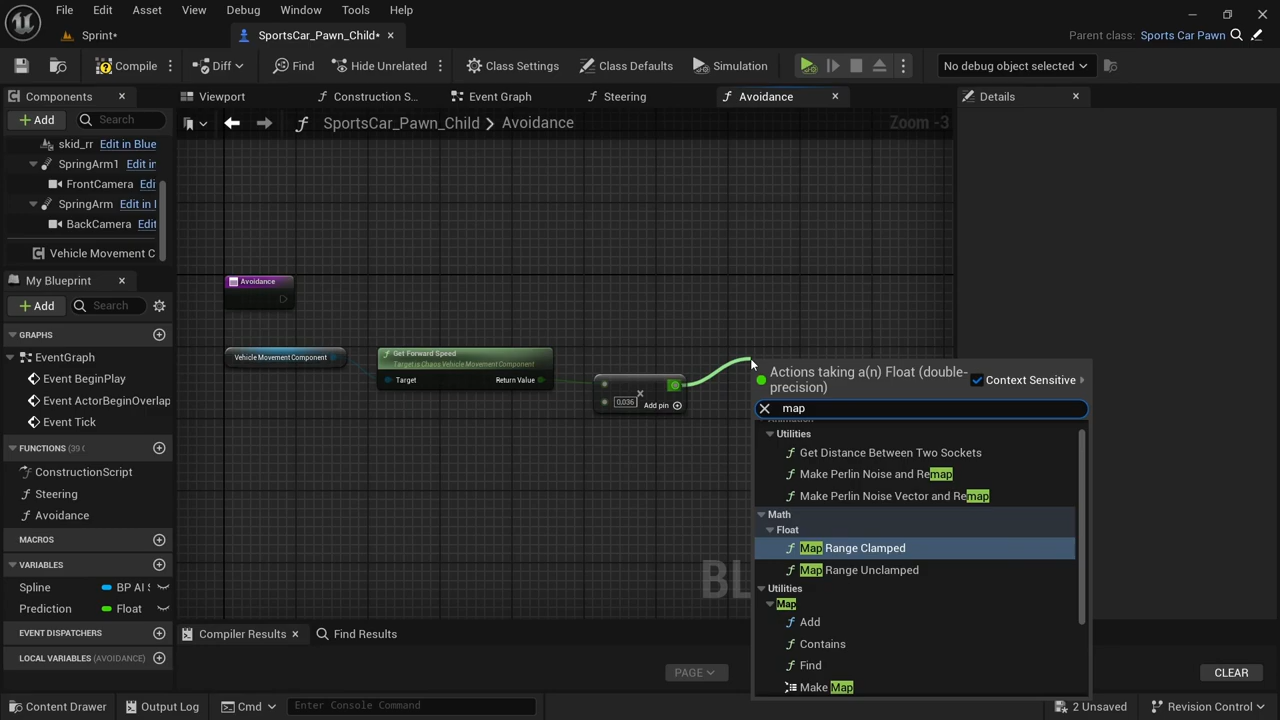 File Edit Asset View Debug Window Tools Help
Sprint*
SportsCar_Pawn_Child*
Parent class: Sports Car Pawn
Compile
Diff
Find
Hide Unrelated
Class Settings
Class Defaults
Simulation
No debug object selected
Components
Viewport
Construction S...
Event Graph
Steering
Avoidance
Details
Add
Search
SportsCar_Pawn_Child > Avoidance
Zoom -3
skid_rr Edit in Blue
SpringArm1 Edit in
FrontCamera Edi
SpringArm Edit in I
BackCamera Edit
Vehicle Movement C
My Blueprint
Add
Search
GRAPHS
EventGraph
Event BeginPlay
Event ActorBeginOverlap
Event Tick
FUNCTIONS (39
ConstructionScript
Steering
Avoidance
MACROS
VARIABLES
Spline BP AI S
Prediction Float
EVENT DISPATCHERS
LOCAL VARIABLES (AVOIDANCE)
Avoidance
Vehicle Movement Component
Get Forward Speed
Target is Chaos Vehicle Movement Component
Target
Return Value
0.036
Add pin
Actions taking a(n) Float (double-
precision)
Context Sensitive
map
Utilities
Get Distance Between Two Sockets
Make Perlin Noise and Remap
Make Perlin Noise Vector and Remap
Math
Float
Map Range Clamped
Map Range Unclamped
Utilities
Map
Add
Contains
Find
Make Map
BL
Compiler Results
Find Results
PAGE
CLEAR
Content Drawer
Output Log
Cmd
Enter Console Command
2 Unsaved
Revision Control